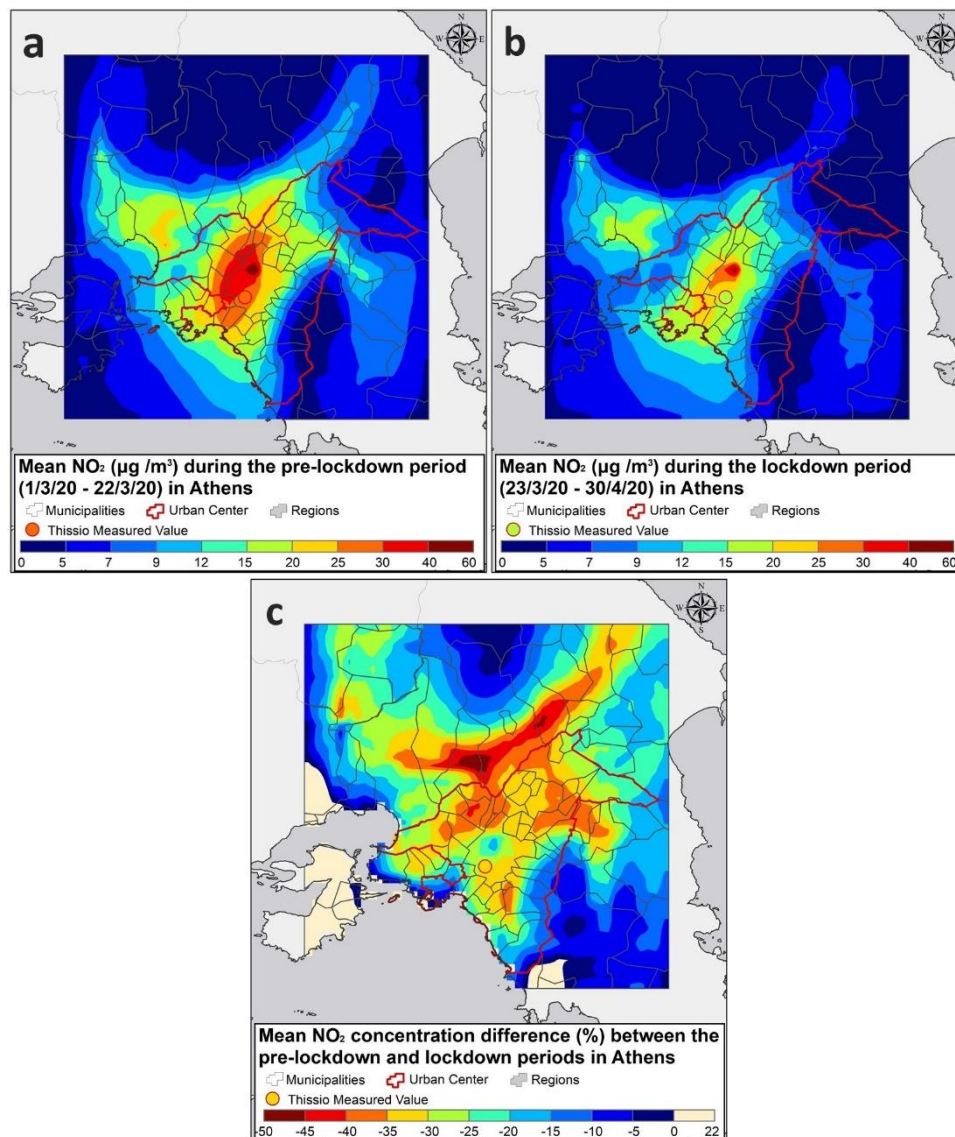 a
N
W E
S
Mean NO₂ (µg /m³) during the pre-lockdown period
(1/3/20 - 22/3/20) in Athens
Municipalities Urban Center Regions
Thissio Measured Value
0 5 7 9 12 15 20 25 30 40 60
b
N
W E
S
Mean NO₂ (µg /m³) during the lockdown period
(23/3/20 - 30/4/20) in Athens
Municipalities Urban Center Regions
Thissio Measured Value
0 5 7 9 12 15 20 25 30 40 60
c
N
W E
S
Mean NO₂ concentration difference (%) between the
pre-lockdown and lockdown periods in Athens
Municipalities Urban Center Regions
Thissio Measured Value
-50 -45 -40 -35 -30 -25 -20 -15 -10 -5 0 22